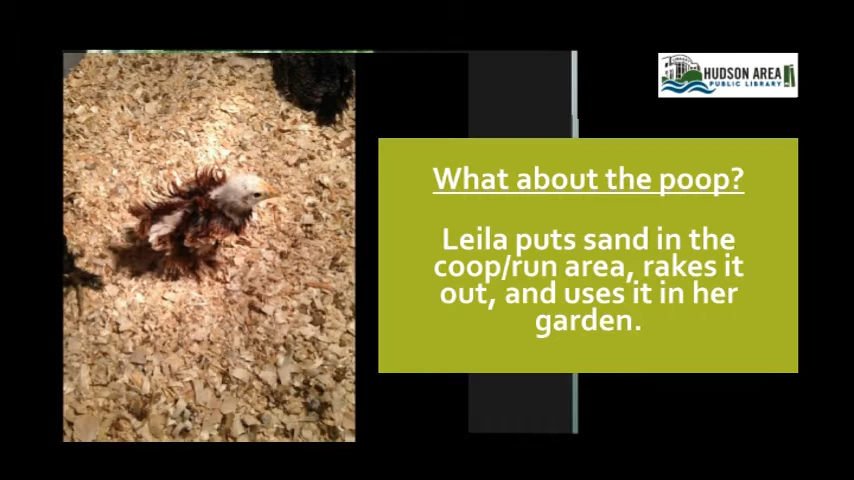 HUDSON AREA
PUBLIC LIBRARY
What about the poop?
Leila puts sand in the
coop/run area, rakes it
out, and uses it in her
garden.